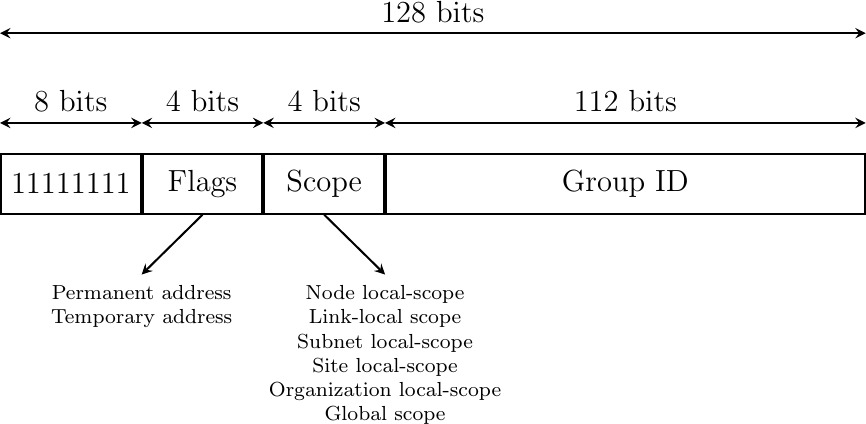 128 bits
8 bits 4 bits 4 bits 112 bits
11111111 Flags Scope Group ID
Permanent address
Temporary address
Node local-scope
Link-local scope
Subnet local-scope
Site local-scope
Organization local-scope
Global scope